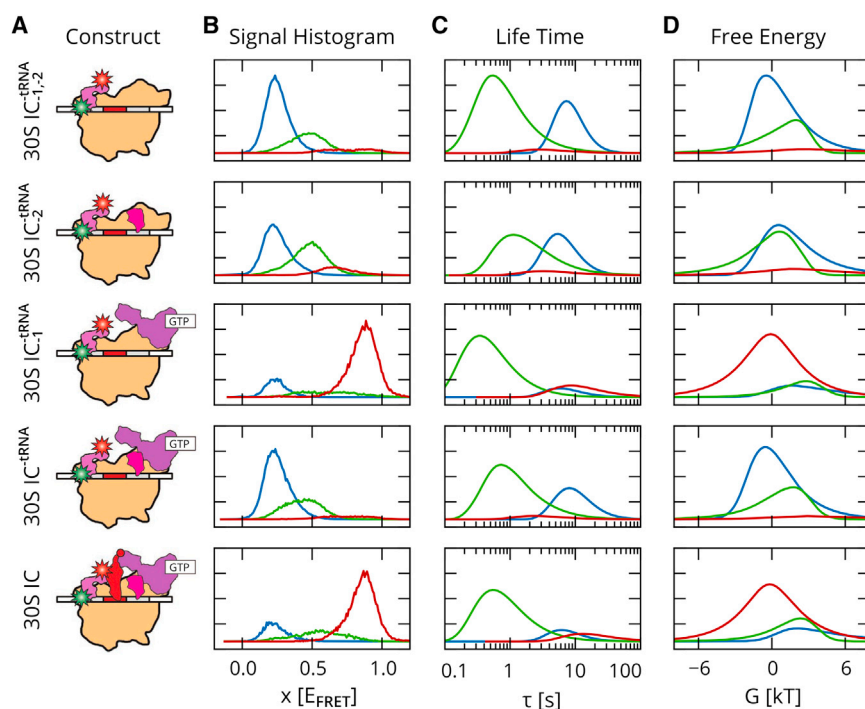 A Construct B Signal Histogram C Life Time D Free Energy
30S IC-tRNA-1,-2
30S IC-tRNA-2
30S IC-tRNA-1
GTP
30S IC-tRNA
GTP
30S IC
GTP
0.0 0.5 1.0 0.1 1 10 100 −6 0 6
x [EFRET] τ [s] G [kT]